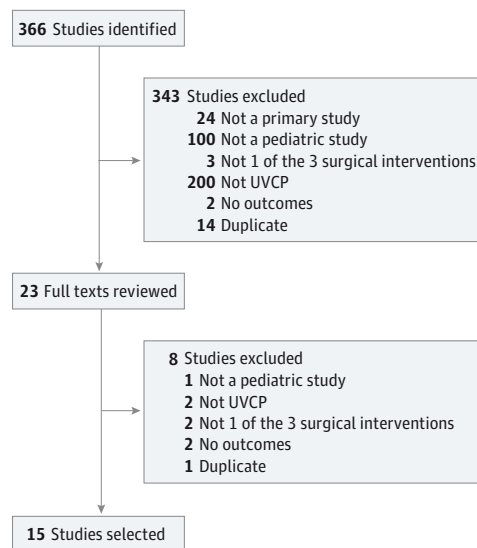 366 Studies identified
343 Studies excluded
24 Not a primary study
100 Not a pediatric study
3 Not 1 of the 3 surgical interventions
200 Not UVCP
2 No outcomes
14 Duplicate
23 Full texts reviewed
8 Studies excluded
1 Not a pediatric study
2 Not UVCP
2 Not 1 of the 3 surgical interventions
2 No outcomes
1 Duplicate
15 Studies selected